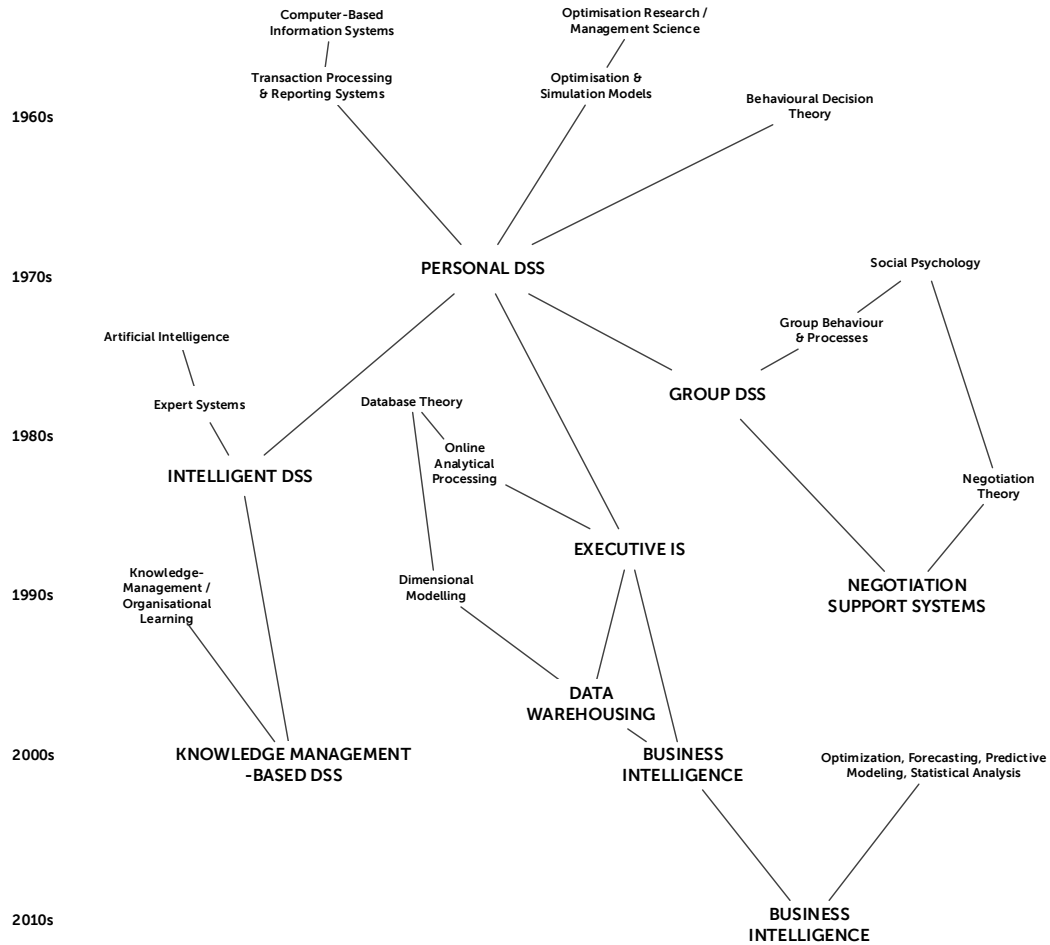 Computer-Based
Information Systems
Optimisation Research /
Management Science
Transaction Processing
& Reporting Systems
Optimisation &
Simulation Models
Behavioural Decision
Theory
1960s
PERSONAL DSS
Social Psychology
1970s
Artificial Intelligence
Group Behaviour
& Processes
GROUP DSS
Expert Systems
Database Theory
1980s
Online
Analytical
Processing
INTELLIGENT DSS
Negotiation
Theory
EXECUTIVE IS
Knowledge-
Management /
Organisational
Learning
Dimensional
Modelling
1990s
NEGOTIATION
SUPPORT SYSTEMS
DATA
WAREHOUSING
2000s
KNOWLEDGE MANAGEMENT
-BASED DSS
BUSINESS
INTELLIGENCE
Optimization, Forecasting, Predictive
Modeling, Statistical Analysis
2010s
BUSINESS
INTELLIGENCE